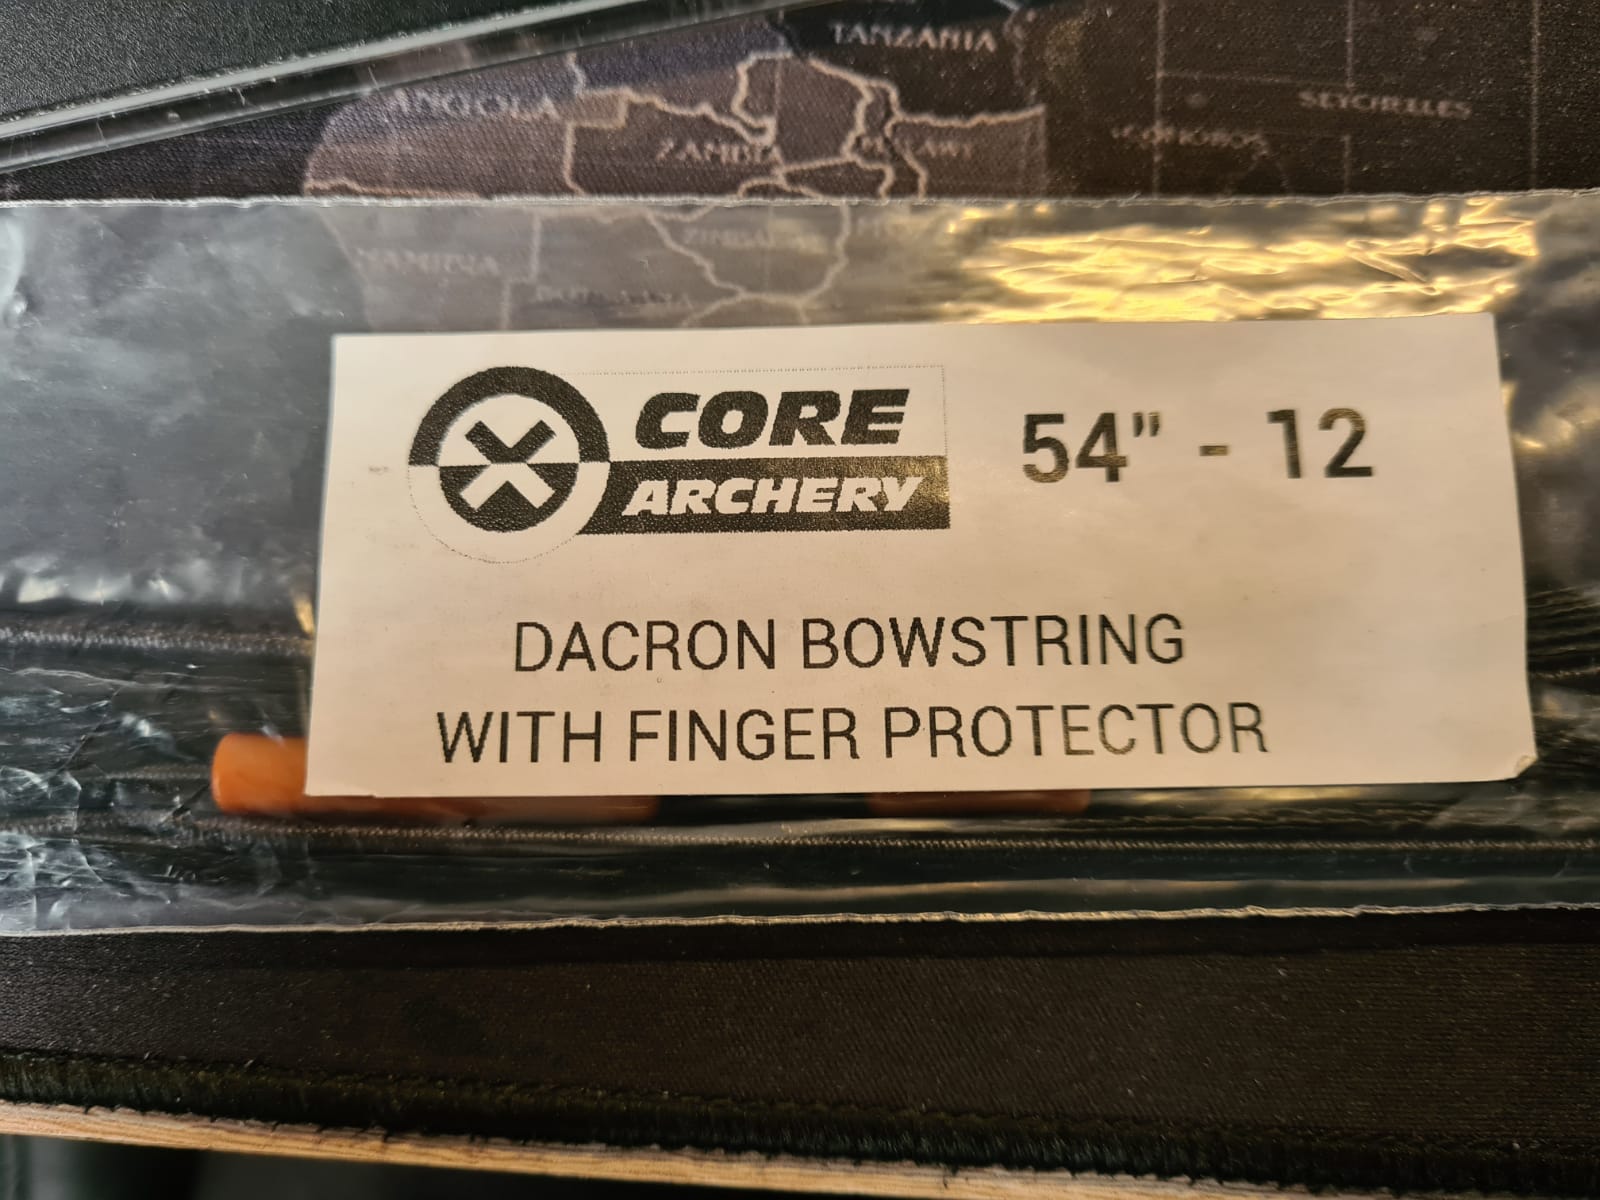 TANZANIA
ANGOLA
SEYCHELLES
ZAMBIA
COMOROS
NAMIBIA
CORE
ARCHERY
54" - 12
DACRON BOWSTRING
WITH FINGER PROTECTOR